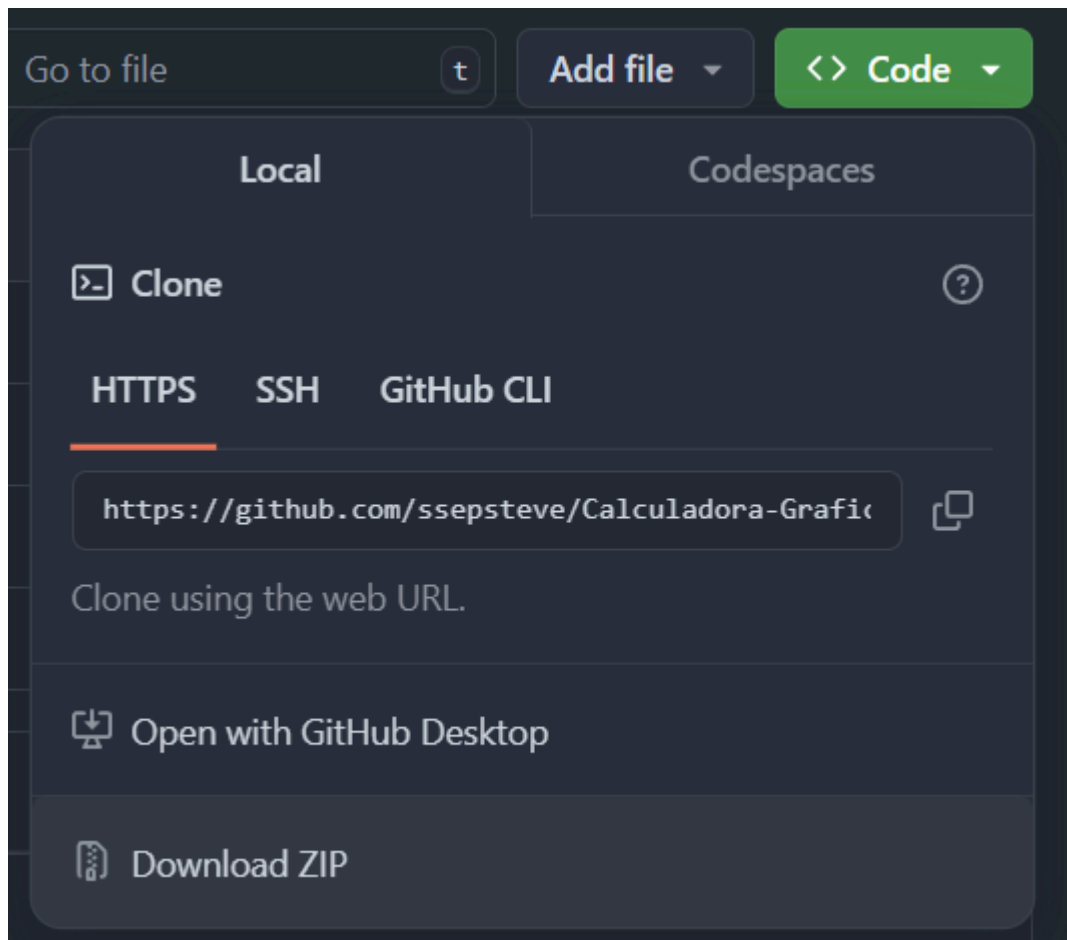 Go to file t Add file <> Code
Local Codespaces
Clone
HTTPS SSH GitHub CLI
https://github.com/ssepsteve/Calculadora-Grafic
Clone using the web URL.
Open with GitHub Desktop
Download ZIP